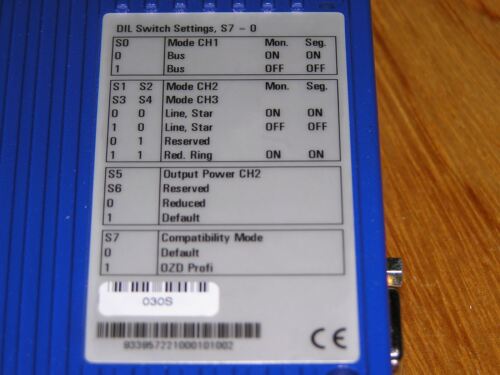 DIL Switch Settings, S7 - 0
S0 Mode CH1 Mon. Seg.
0 Bus ON ON
1 Bus OFF OFF
S1 S2 Mode CH2 Mon. Seg.
S3 S4 Mode CH3
0 0 Line, Star ON ON
1 0 Line, Star OFF OFF
0 1 Reserved
1 1 Red. Ring ON ON
S5 Output Power CH2
S6 Reserved
0 Reduced
1 Default
S7 Compatibility Mode
0 Default
1 OZD Profi
030S
933957221000101002
CE